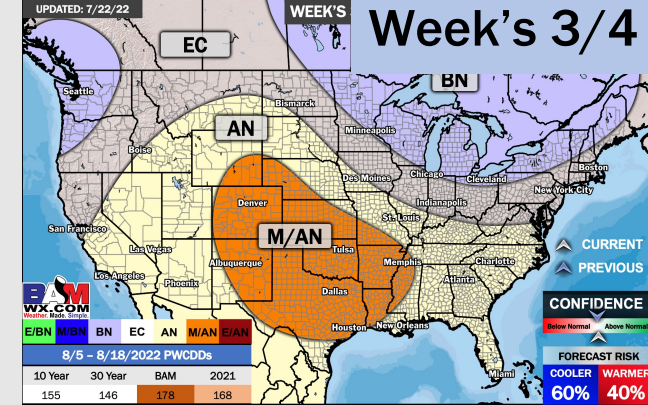 UPDATED: 7/22/22
WEEK'S
Week's 3/4
EC
BN
Seattle
Bismarck
AN
Minneapolis
Boise
Boston
Chicago
Cleveland
Des Moines
New York City
Denver
Indianapolis
St. Louis
San Francisco
M/AN
CURRENT
Las Vegas
Tulsa
Albuquerque
Memphis
Charlotte
PREVIOUS
Los Angeles
Atlanta
Phoenix
Dallas
BAM
WX.COM
Weather. Made. Simple.
CONFIDENCE
Below Normal
Above Normal
Houston
New Orleans
E/BN M/BN BN EC AN M/AN E/AN
8/5 – 8/18/2022 PWCDDs
FORECAST RISK
10 Year 30 Year BAM 2021
Miami
COOLER WARMER
155 146 178 168
60% 40%